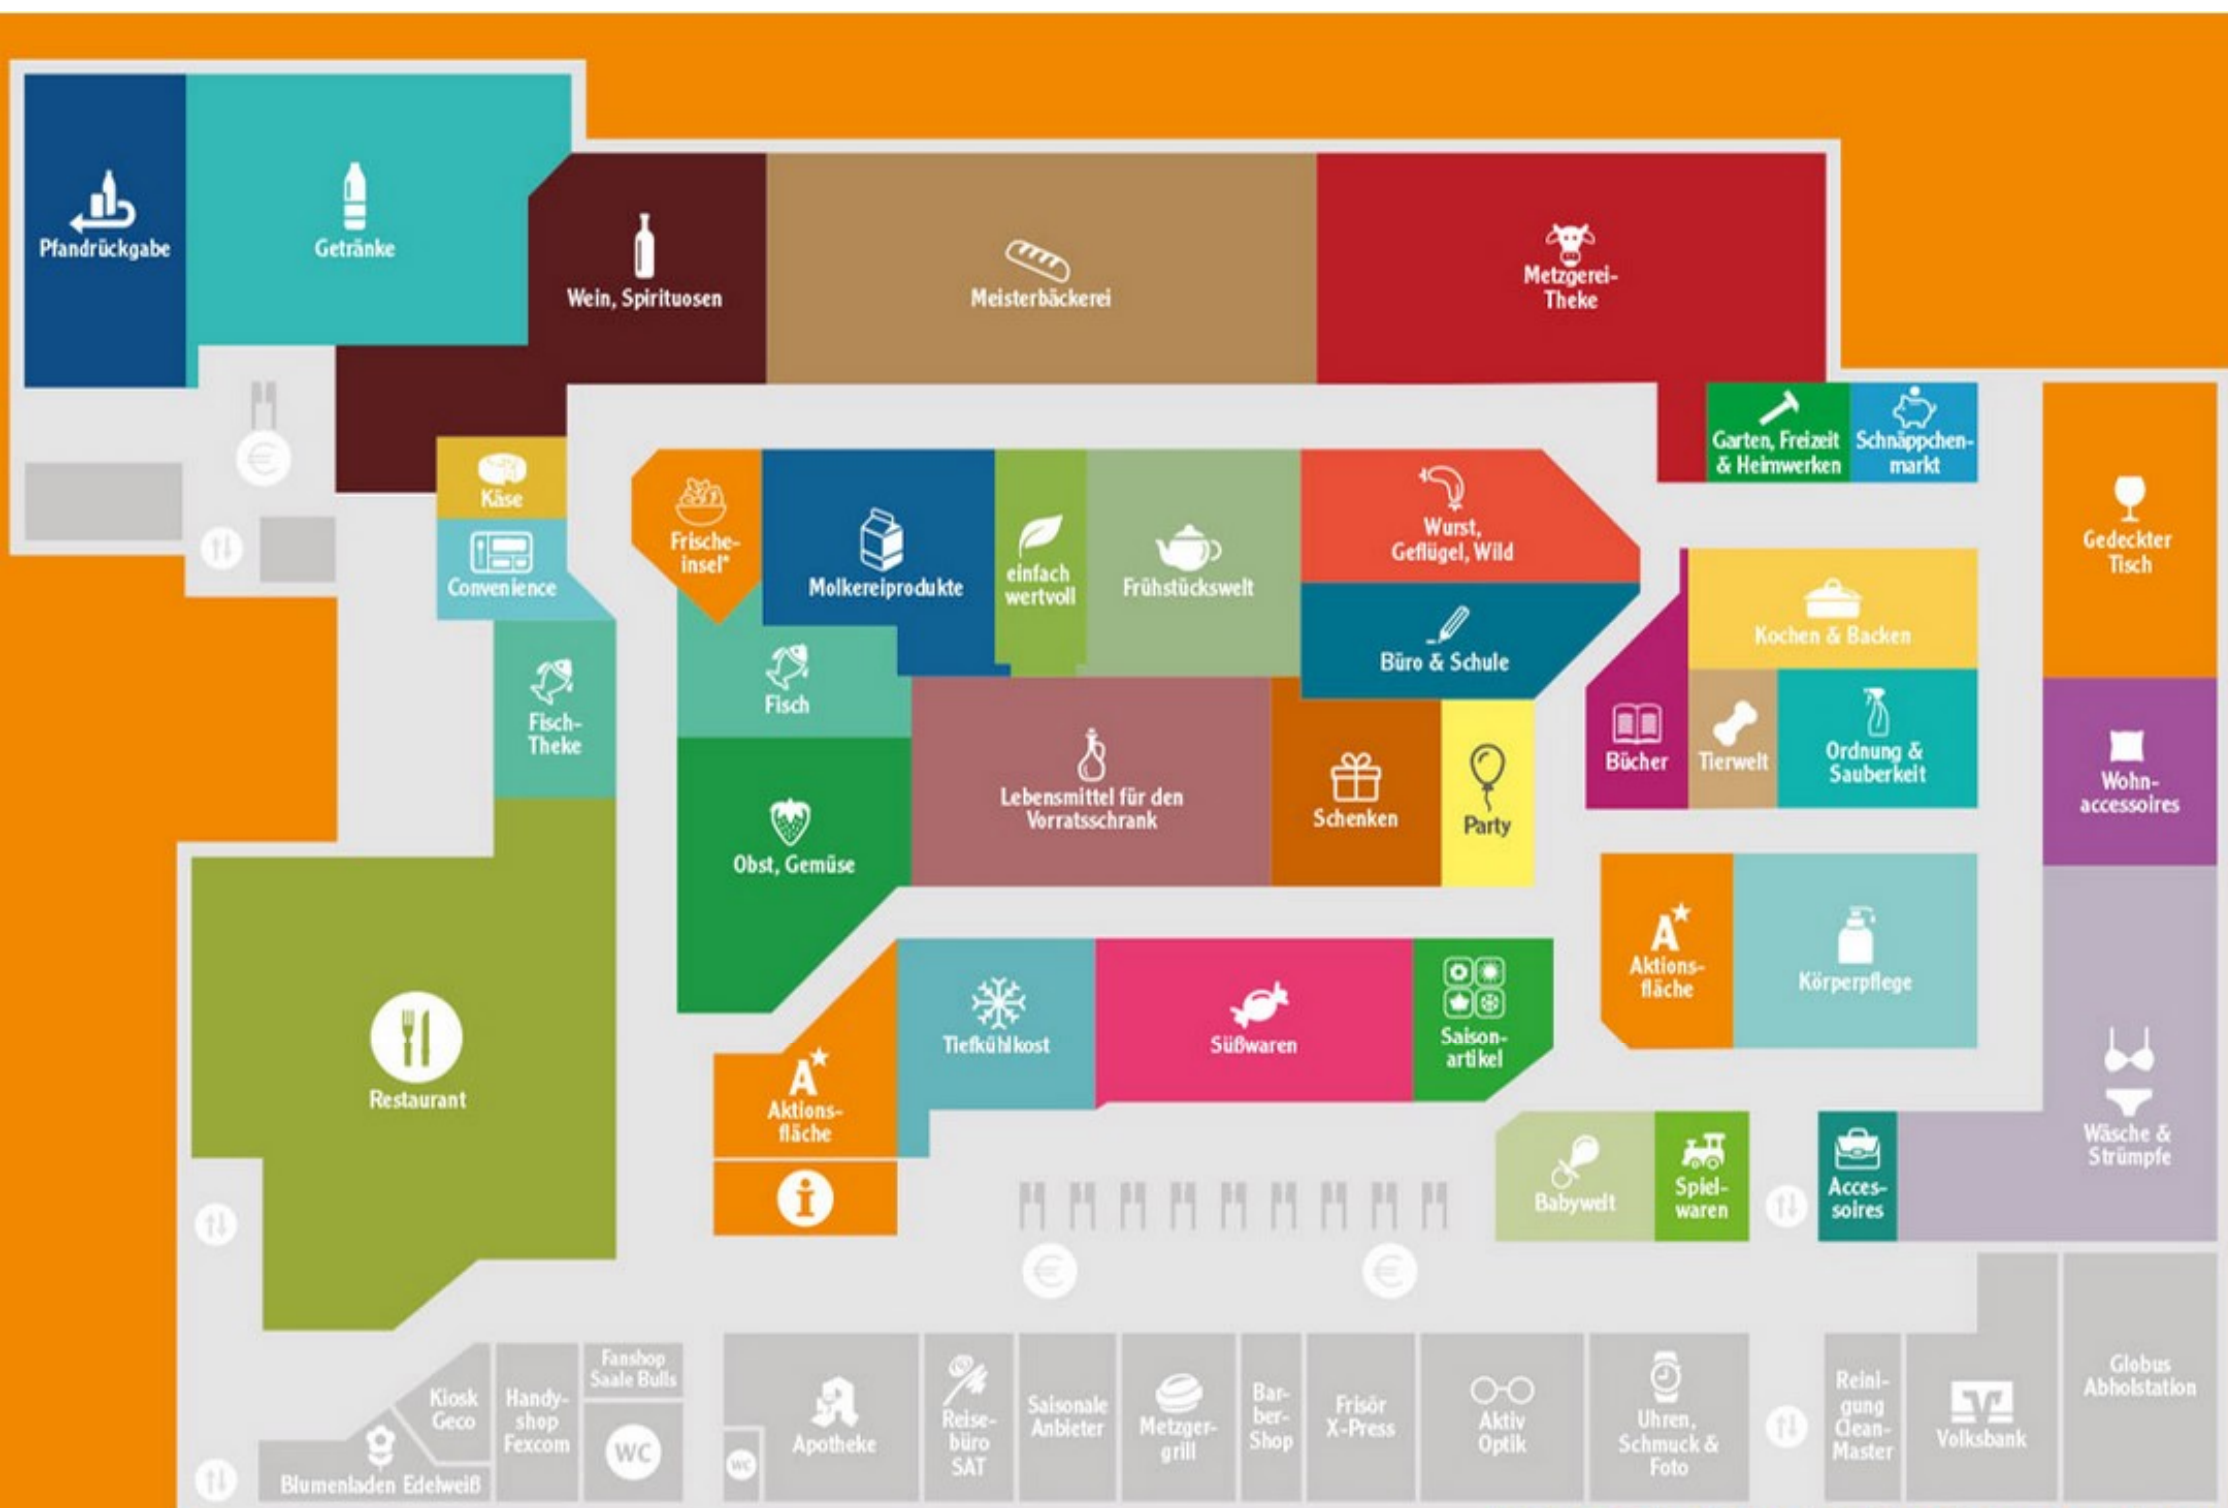 Pfandrückgabe
Getränke
Wein, Spirituosen
Meisterbäckerei
Metzgerei-
Theke
Garten, Freizeit
& Heimwerken
Schnäppchen-
markt
Gedeckter
Tisch
€
Käse
Convenience
Frische-
insel*
Molkereiprodukte
einfach
wertvoll
Frühstückswelt
Wurst,
Geflügel, Wild
Büro & Schule
Kochen & Backen
Fisch-
Theke
Fisch
Bücher
Tierwelt
Ordnung &
Sauberkeit
Wohn-
accessoires
Obst, Gemüse
Lebensmittel für den
Vorratsschrank
Schenken
Party
A
Aktions-
fläche
Körperpflege
Restaurant
A
Aktions-
fläche
Tiefkühlkost
Süßwaren
Saison-
artikel
Wäsche &
Strümpfe
i
Babywelt
Spiel-
waren
Acces-
soires
€
€
Blumenladen Edelweiß
Kiosk
Geco
Handy-
shop
Fexcom
Fanshop
Saale Bulls
WC
WC
Apotheke
Reise-
büro
SAT
Saisonale
Anbieter
Metzger-
grill
Bar-
ber-
Shop
Frisör
X-Press
Aktiv
Optik
Uhren,
Schmuck &
Foto
Reini-
gung
Clean-
Master
Volksbank
Globus
Abholstation